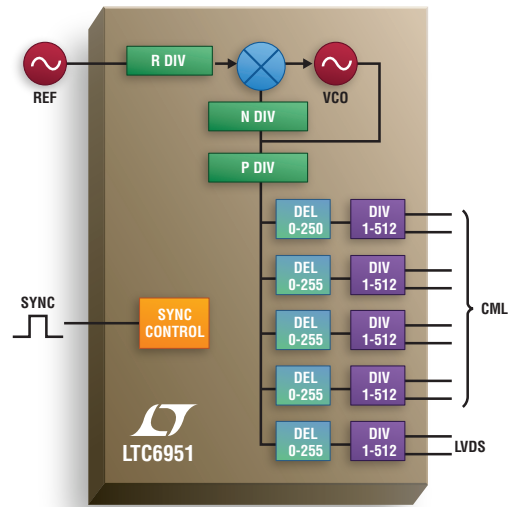 R DIV
REF
VCO
N DIV
P DIV
DEL
0-250
DIV
1-512
DEL
0-255
DIV
1-512
SYNC
SYNC
CONTROL
DEL
0-255
DIV
1-512
CML
DEL
0-255
DIV
1-512
LTC6951
DEL
0-255
DIV
1-512
LVDS